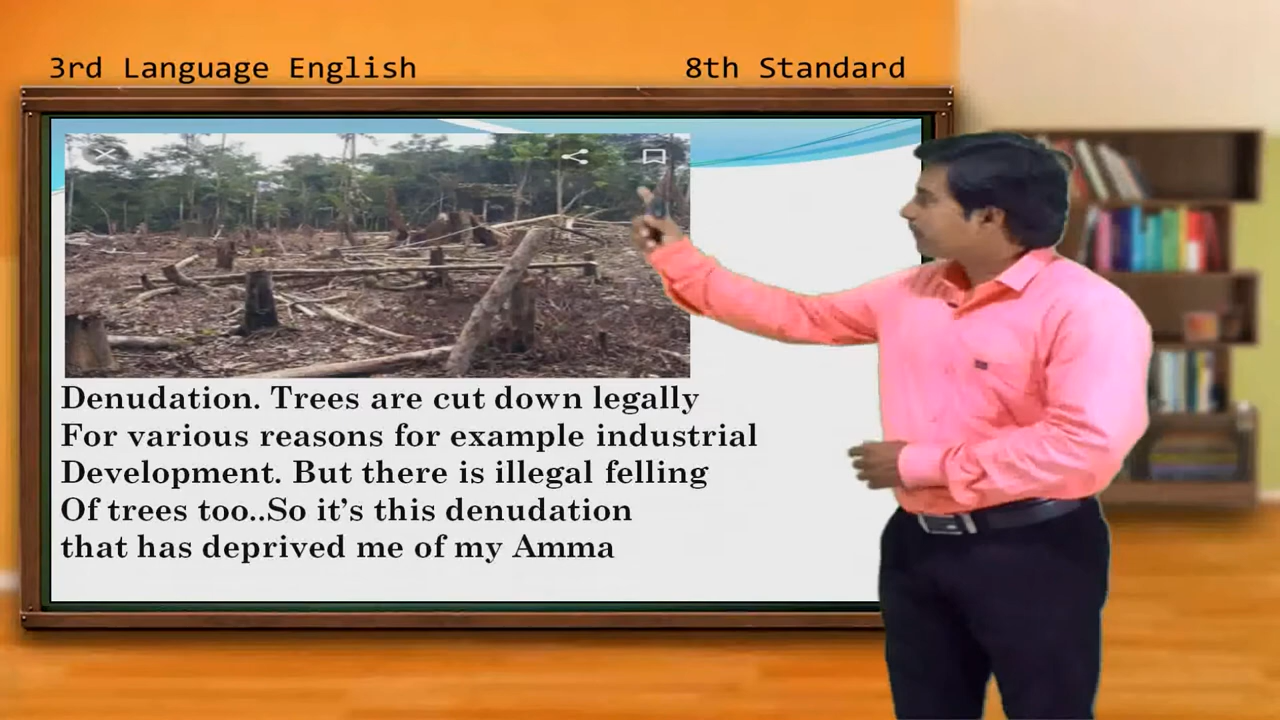 3rd Language English 8th Standard
Denudation. Trees are cut down legally
For various reasons for example industrial
Development. But there is illegal felling
Of trees too..So it’s this denudation
that has deprived me of my Amma